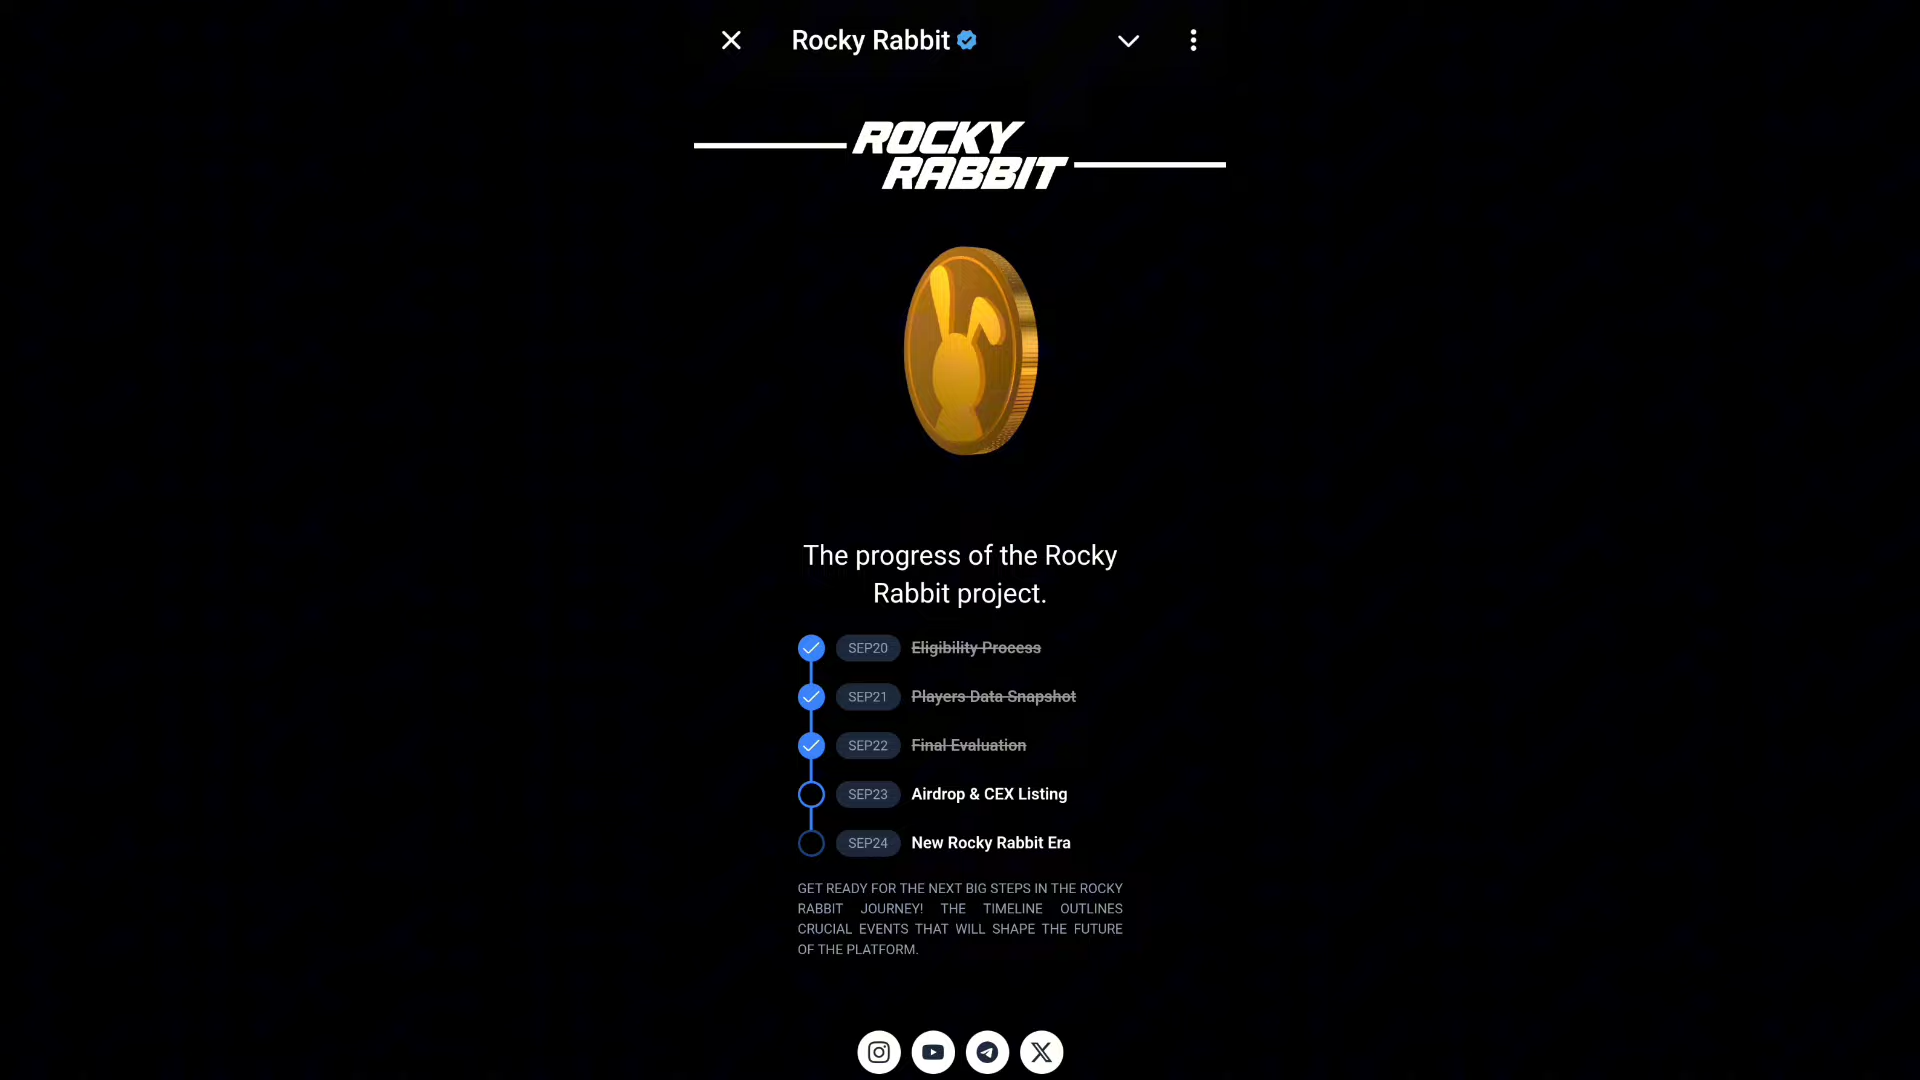 Rocky Rabbit
ROCKY
RABBIT
The progress of the Rocky
Rabbit project.
SEP20 Eligibility Process
SEP21 Players Data Snapshot
SEP22 Final Evaluation
SEP23 Airdrop & CEX Listing
SEP24 New Rocky Rabbit Era
GET READY FOR THE NEXT BIG STEPS IN THE ROCKY
RABBIT JOURNEY! THE TIMELINE OUTLINES
CRUCIAL EVENTS THAT WILL SHAPE THE FUTURE
OF THE PLATFORM.